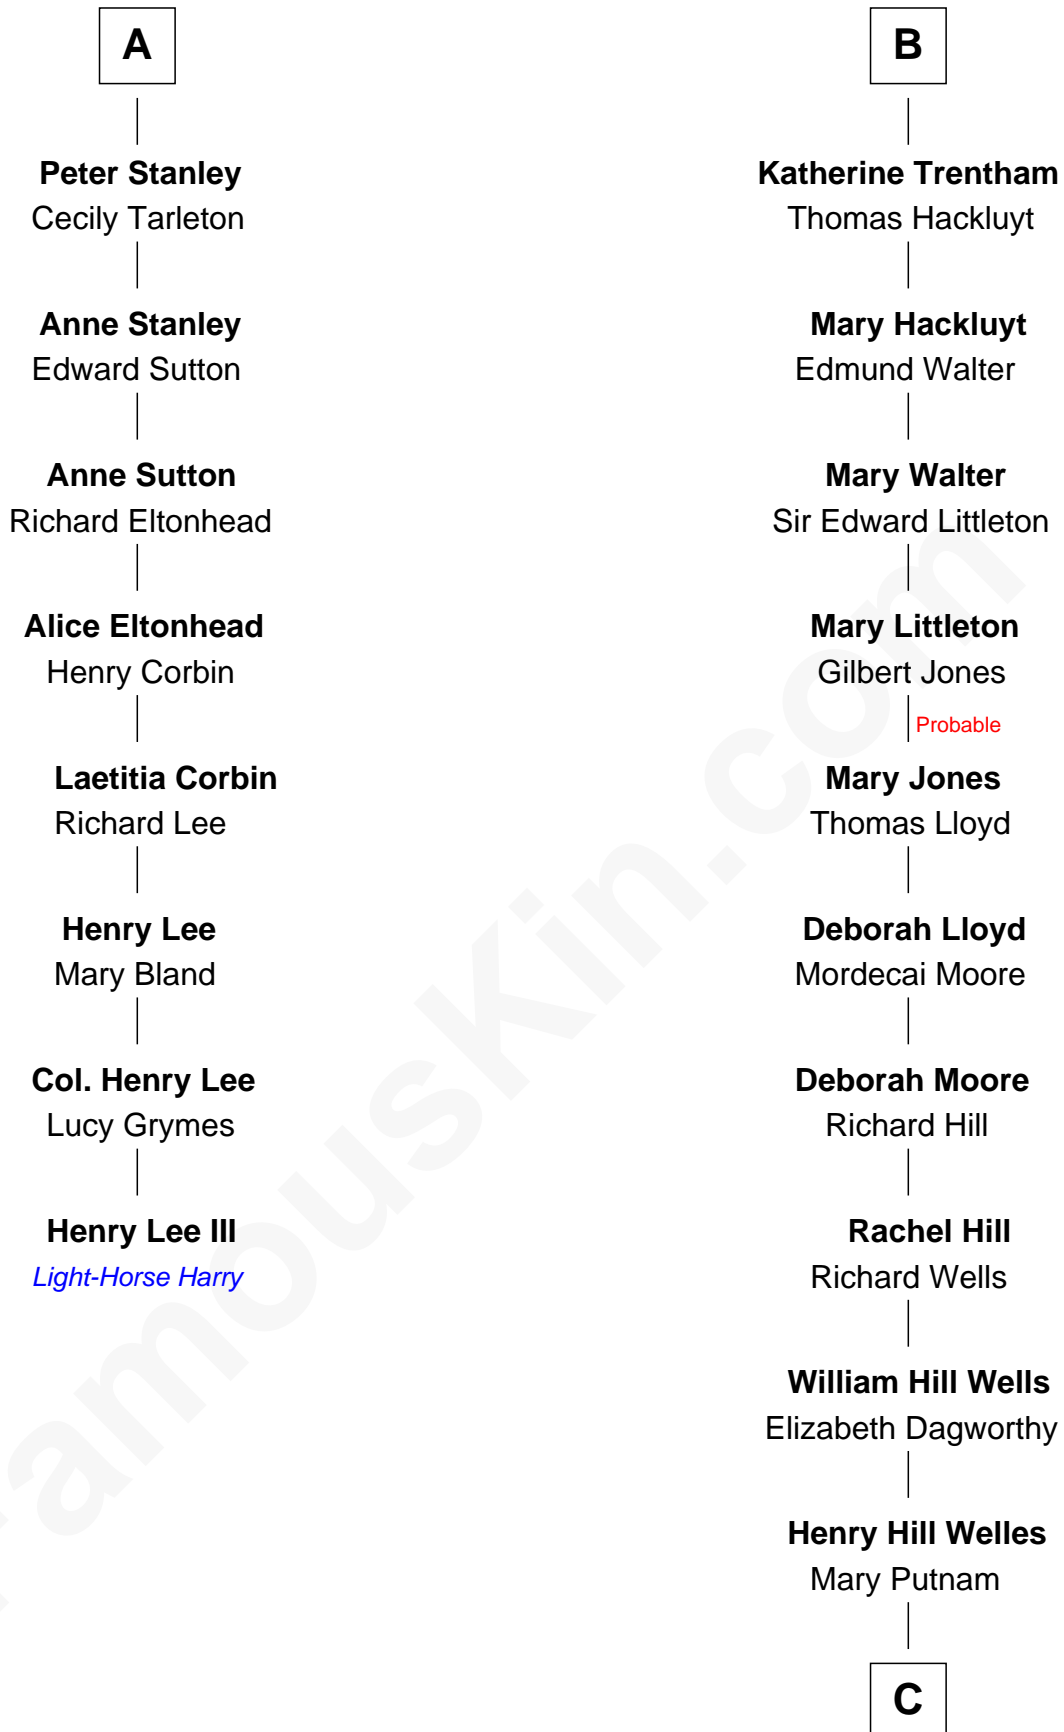 A
Peter Stanley
Cecily Tarleton
Anne Stanley
Edward Sutton
Anne Sutton
Richard Eltonhead
Alice Eltonhead
Henry Corbin
Laetitia Corbin
Richard Lee
Henry Lee
Mary Bland
Col. Henry Lee
Lucy Grymes
Henry Lee III
Light-Horse Harry
B
Katherine Trentham
Thomas Hackluyt
Mary Hackluyt
Edmund Walter
Mary Walter
Sir Edward Littleton
Mary Littleton
Gilbert Jones
Probable
Mary Jones
Thomas Lloyd
Deborah Lloyd
Mordecai Moore
Deborah Moore
Richard Hill
Rachel Hill
Richard Wells
William Hill Wells
Elizabeth Dagworthy
Henry Hill Welles
Mary Putnam
C
FamousKin.com